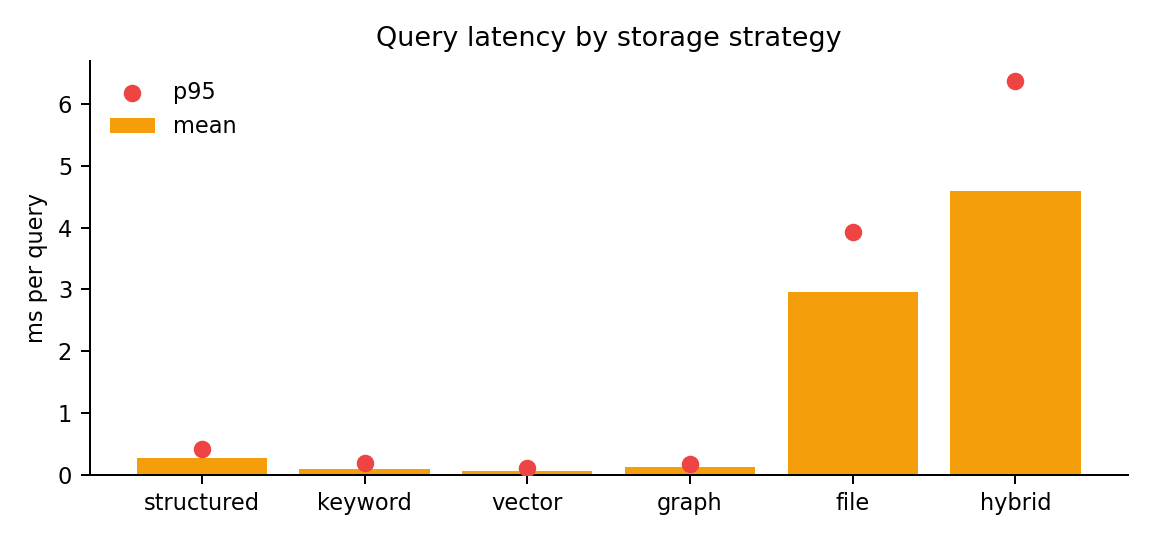 Query latency by storage strategy
p95
mean
ms per query
6
5
4
3
2
1
0
structured keyword vector graph file hybrid